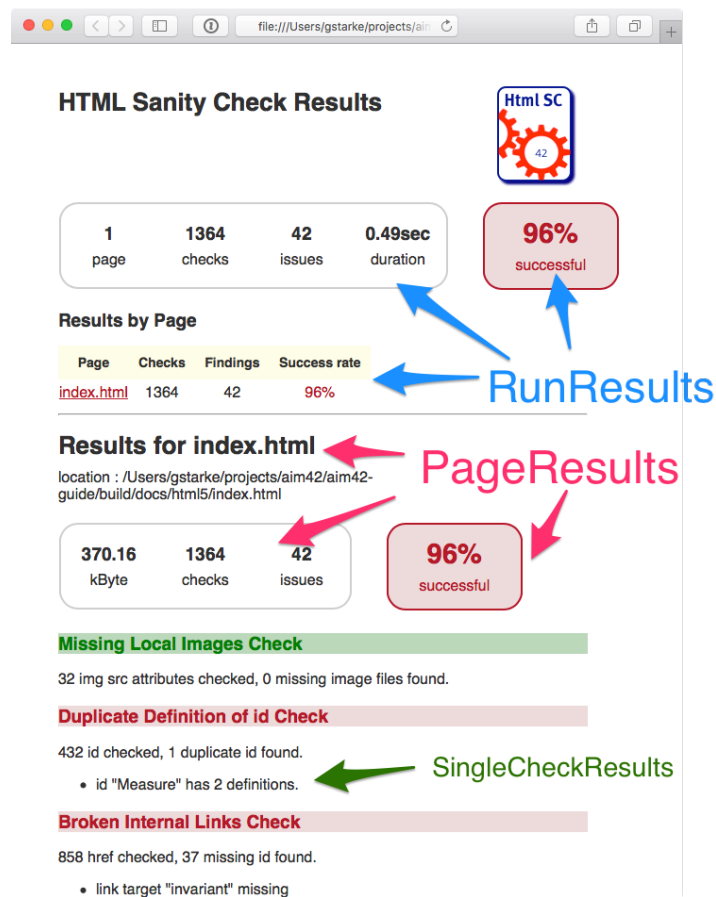 file:///Users/gstarke/projects/ain
HTML Sanity Check Results
Html SC
42
1
page
1364
checks
42
issues
0.49sec
duration
96%
successful
Results by Page
Page Checks Findings Success rate
index.html 1364 42 96%
RunResults
Results for index.html
location : /Users/gstarke/projects/aim42/aim42-
guide/build/docs/html5/index.html
PageResults
370.16
kByte
1364
checks
42
issues
96%
successful
Missing Local Images Check
32 img src attributes checked, 0 missing image files found.
Duplicate Definition of id Check
432 id checked, 1 duplicate id found.
• id "Measure" has 2 definitions.
SingleCheckResults
Broken Internal Links Check
858 href checked, 37 missing id found.
• link target "invariant" missing